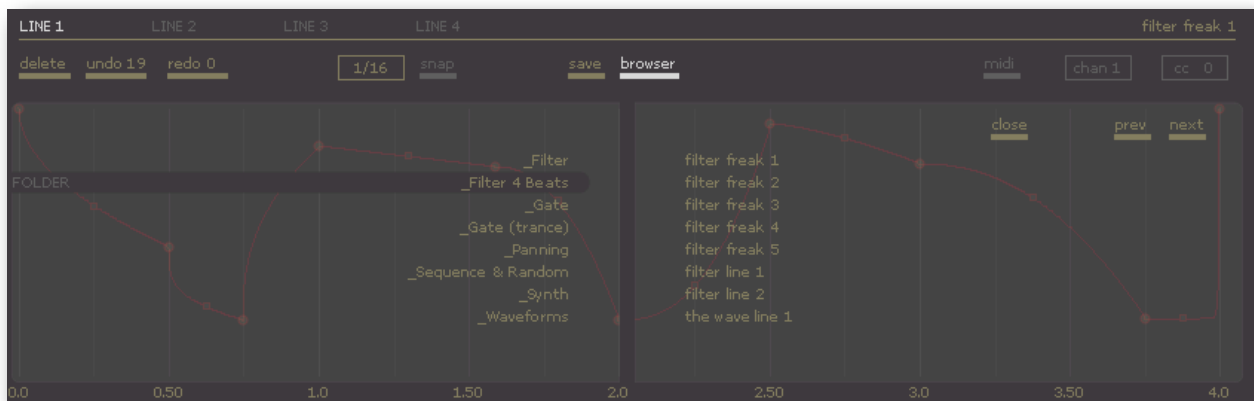 LINE 1 LINE 2 LINE 3 LINE 4 filter freak 1
delete undo 19 redo 0 1/16 snap save browser midi chan 1 cc 0
close prev next
_Filter filter freak 1
FOLDER _Filter 4 Beats filter freak 2
_Gate filter freak 3
_Gate (trance) filter freak 4
_Panning filter freak 5
_Sequence & Random filter line 1
_Synth filter line 2
_Waveforms the wave line 1
0.0 0.50 1.0 1.50 2.0 2.50 3.0 3.50 4.0